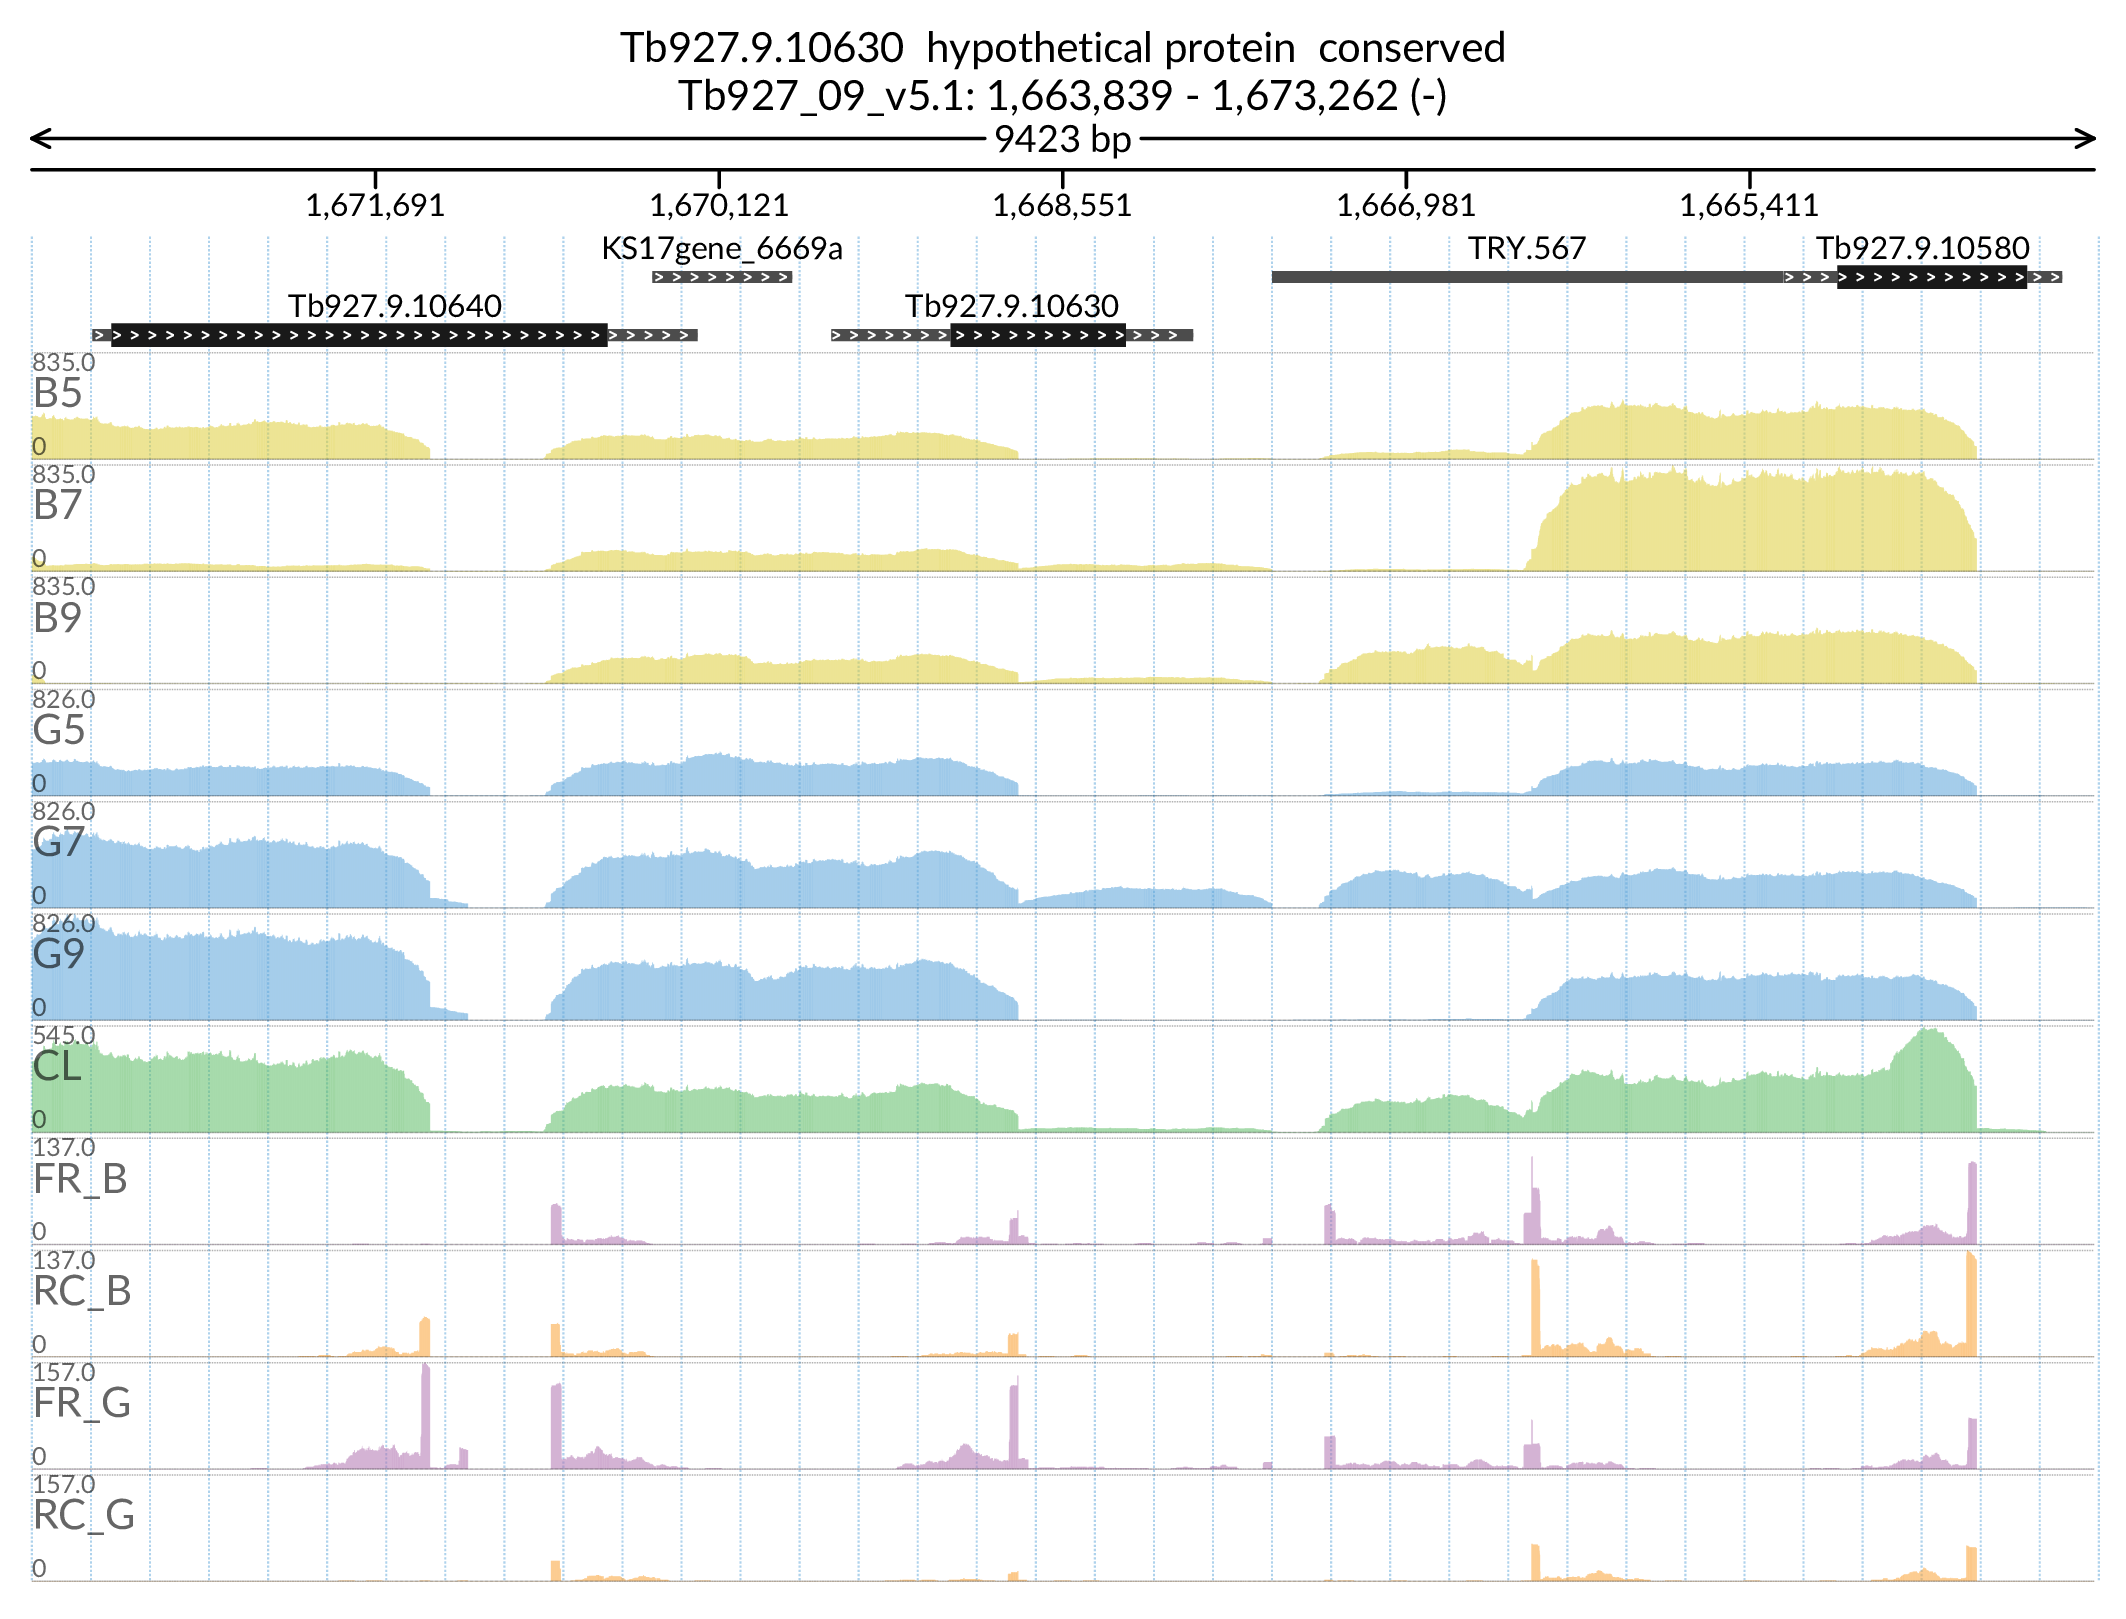 Tb927.9.10630 hypothetical protein conserved
Tb927_09_v5.1: 1,663,839 - 1,673,262 (-)
9423 bp
1,671,691 1,670,121 1,668,551 1,666,981 1,665,411
KS17gene_6669a TRY.567 Tb927.9.10580
Tb927.9.10640 Tb927.9.10630
835.0
B5
0
835.0
B7
0
835.0
B9
0
826.0
G5
0
826.0
G7
0
826.0
G9
0
545.0
CL
0
137.0
FR_B
0
137.0
RC_B
0
157.0
FR_G
0
157.0
RC_G
0